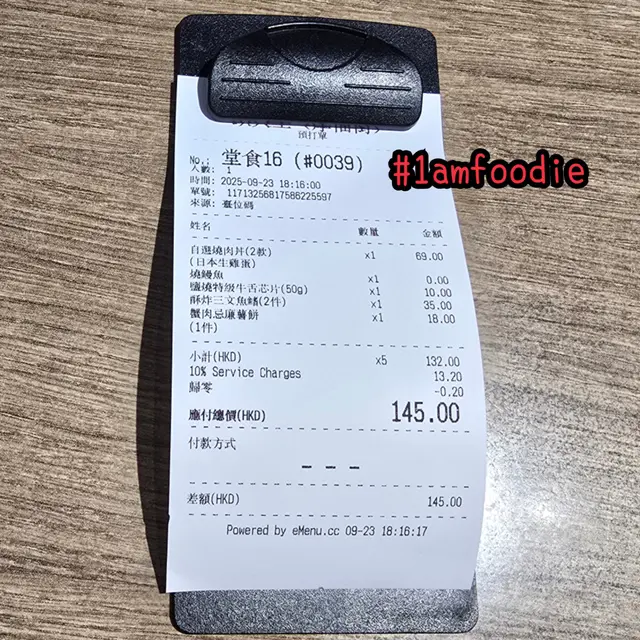 預打單
No.: 堂食16 (#0039)
人數: 1
時間: 2025-09-23 18:16:00
單號: 11713256817586225597
來源: 臺位碼
姓名 數量 金額
自選燒肉丼(2款) x1 69.00
(日本生雞蛋)
燒鰻魚 x1 0.00
鹽燒特級牛舌芯片(50g) x1 10.00
酥炸三文魚鰭(2件) x1 35.00
蟹肉忌廉薯餅 x1 18.00
(1件)
小計(HKD) x5 132.00
10% Service Charges 13.20
歸零 -0.20
應付總價(HKD) 145.00
付款方式
- - -
差額(HKD) 145.00
Powered by eMenu.cc 09-23 18:16:17
#1amfoodie